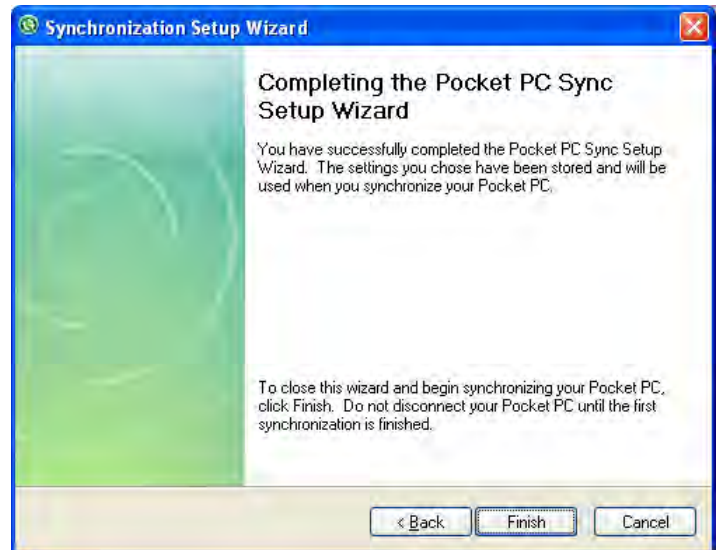 Synchronization Setup Wizard
Completing the Pocket PC Sync
Setup Wizard
You have successfully completed the Pocket PC Sync Setup
Wizard. The settings you chose have been stored and will be
used when you synchronize your Pocket PC.
To close this wizard and begin synchronizing your Pocket PC,
click Finish. Do not disconnect your Pocket PC until the first
synchronization is finished.
< Back Finish Cancel